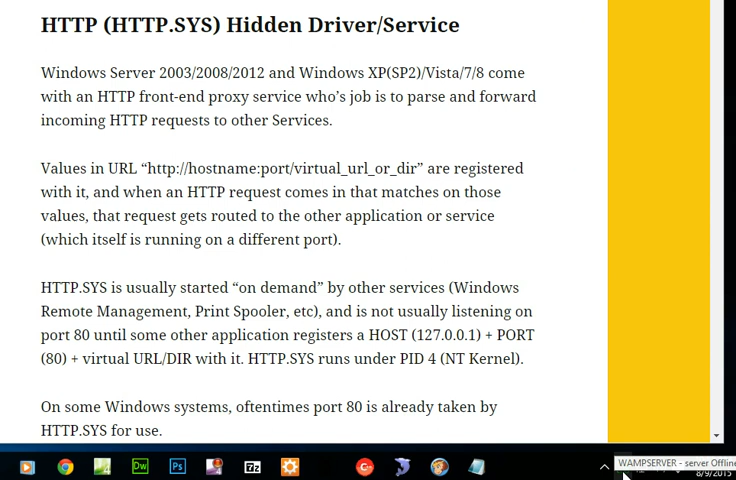 HTTP (HTTP.SYS) Hidden Driver/Service
Windows Server 2003/2008/2012 and Windows XP(SP2)/Vista/7/8 come
with an HTTP front-end proxy service who’s job is to parse and forward
incoming HTTP requests to other Services.
Values in URL “http://hostname:port/virtual_url_or_dir” are registered
with it, and when an HTTP request comes in that matches on those
values, that request gets routed to the other application or service
(which itself is running on a different port).
HTTP.SYS is usually started “on demand” by other services (Windows
Remote Management, Print Spooler, etc), and is not usually listening on
port 80 until some other application registers a HOST (127.0.0.1) + PORT
(80) + virtual URL/DIR with it. HTTP.SYS runs under PID 4 (NT Kernel).
On some Windows systems, oftentimes port 80 is already taken by
HTTP.SYS for use.
Dw Ps 7z
WAMPSERVER - server Offline
8/9/2015